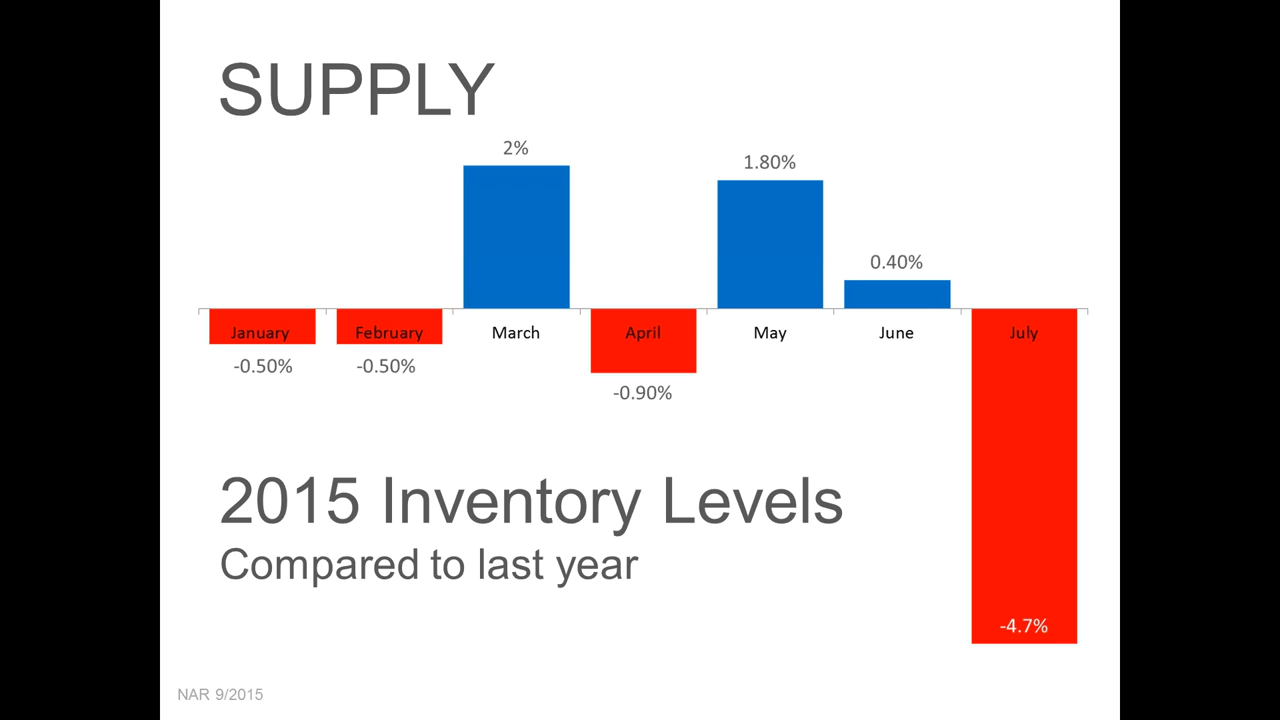 SUPPLY
2%
1.80%
0.40%
January February March April May June July
-0.50% -0.50%
-0.90%
2015 Inventory Levels
Compared to last year
-4.7%
NAR 9/2015